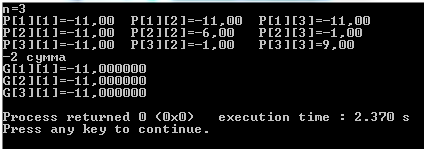 n=3
P[1][1]=-11,00  P[1][2]=-11,00  P[1][3]=-11,00
P[2][1]=-11,00  P[2][2]=-6,00  P[2][3]=-1,00
P[3][1]=-11,00  P[3][2]=-1,00  P[3][3]=9,00
-2 сумма
G[1][1]=-11,000000
G[2][1]=-11,000000
G[3][1]=-11,000000
Process returned 0 (0x0)   execution time : 2.370 s
Press any key to continue.